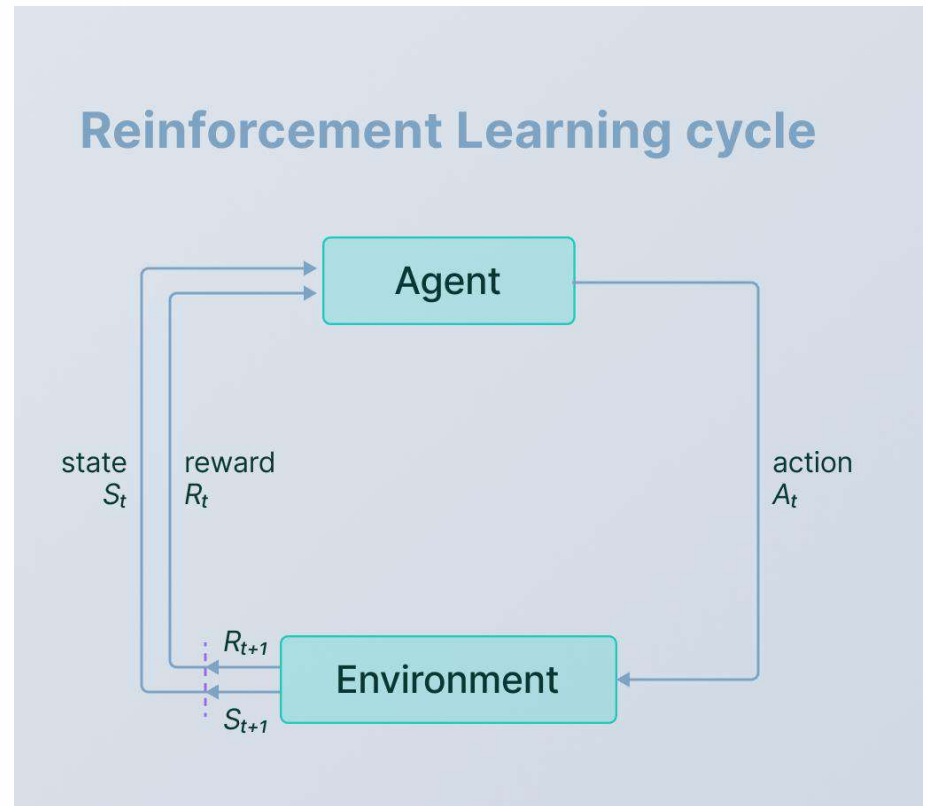 Reinforcement Learning cycle
Agent
state
Sₜ
reward
Rₜ
action
Aₜ
Rₜ₊₁
Environment
Sₜ₊₁